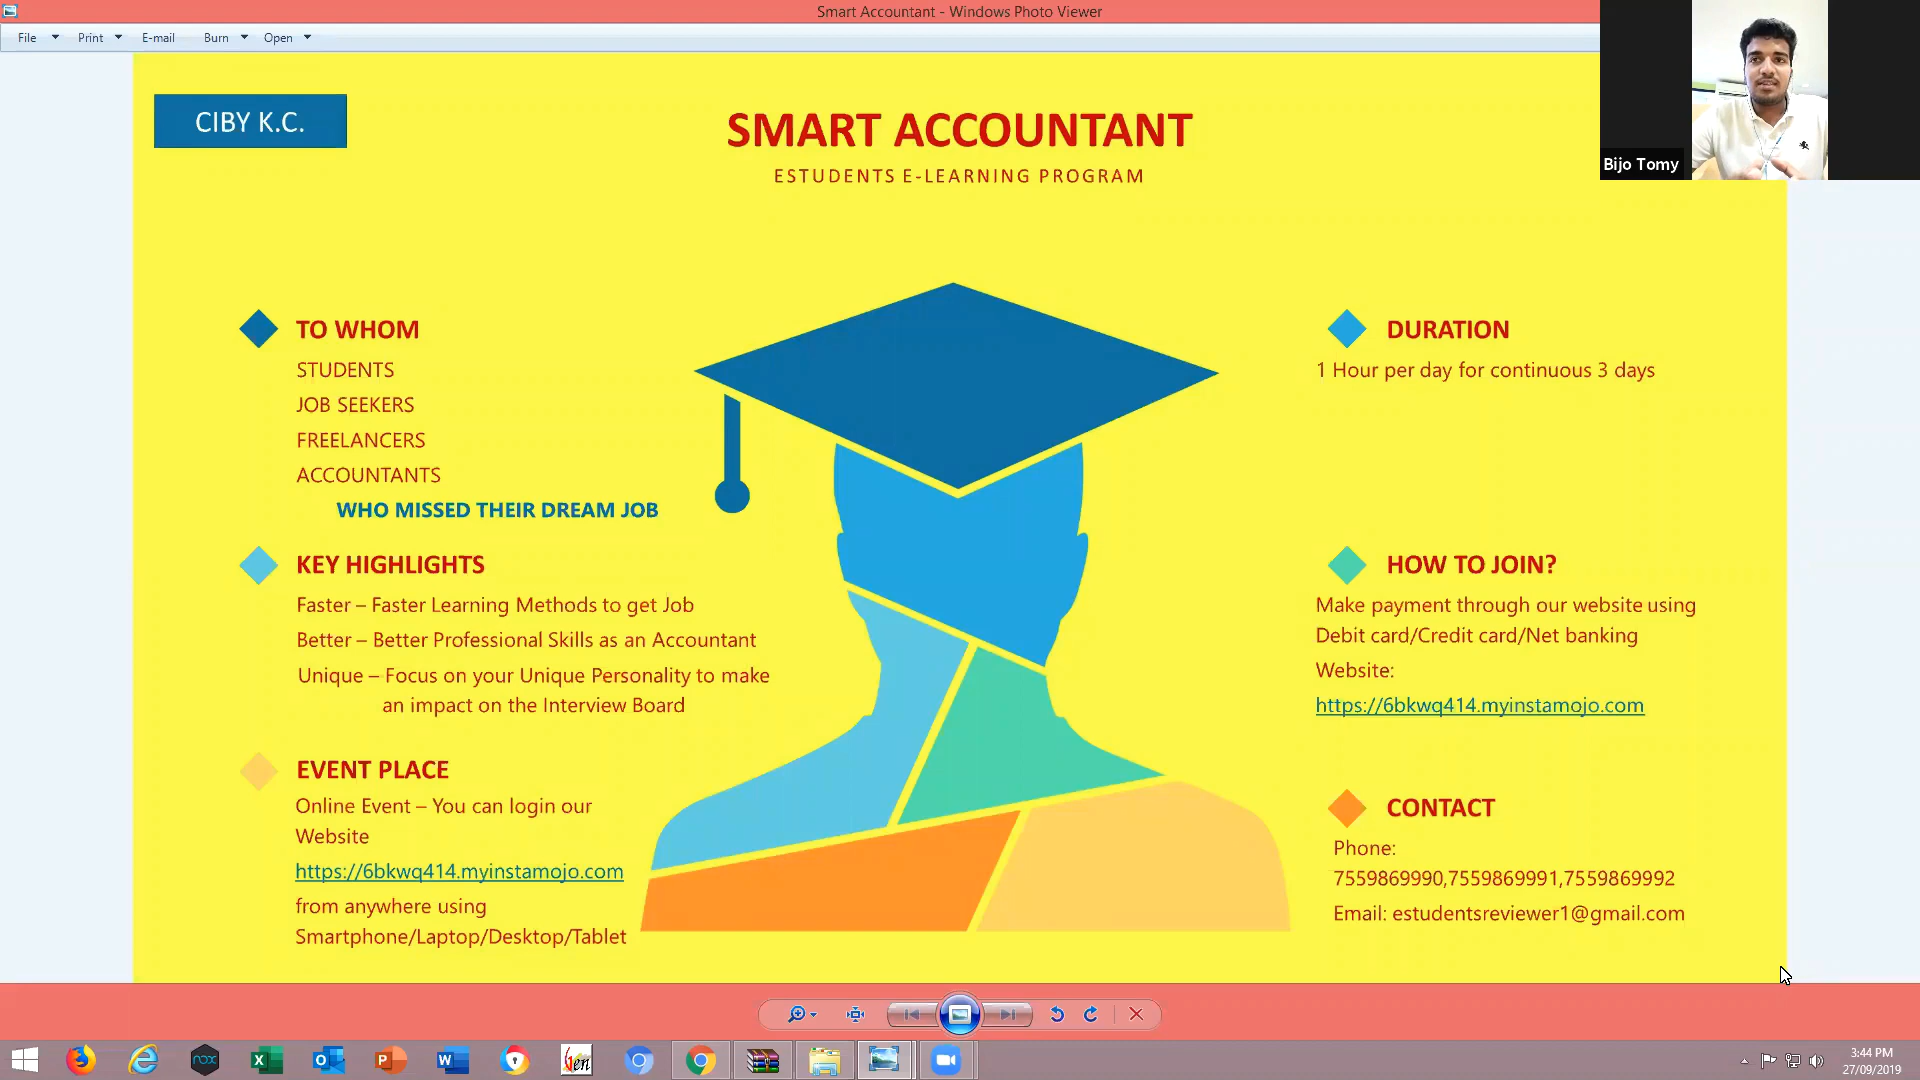 Smart Accountant - Windows Photo Viewer
File Print E-mail Burn Open
CIBY K.C.
SMART ACCOUNTANT
ESTUDENTS E-LEARNING PROGRAM
Bijo Tomy
TO WHOM
STUDENTS
JOB SEEKERS
FREELANCERS
ACCOUNTANTS
WHO MISSED THEIR DREAM JOB
KEY HIGHLIGHTS
Faster – Faster Learning Methods to get Job
Better – Better Professional Skills as an Accountant
Unique – Focus on your Unique Personality to make
an impact on the Interview Board
EVENT PLACE
Online Event – You can login our
Website
https://6bkwq414.myinstamojo.com
from anywhere using
Smartphone/Laptop/Desktop/Tablet
DURATION
1 Hour per day for continuous 3 days
HOW TO JOIN?
Make payment through our website using
Debit card/Credit card/Net banking
Website:
https://6bkwq414.myinstamojo.com
CONTACT
Phone:
7559869990,7559869991,7559869992
Email: estudentsreviewer1@gmail.com
nox
Gen
3:44 PM
27/09/2019